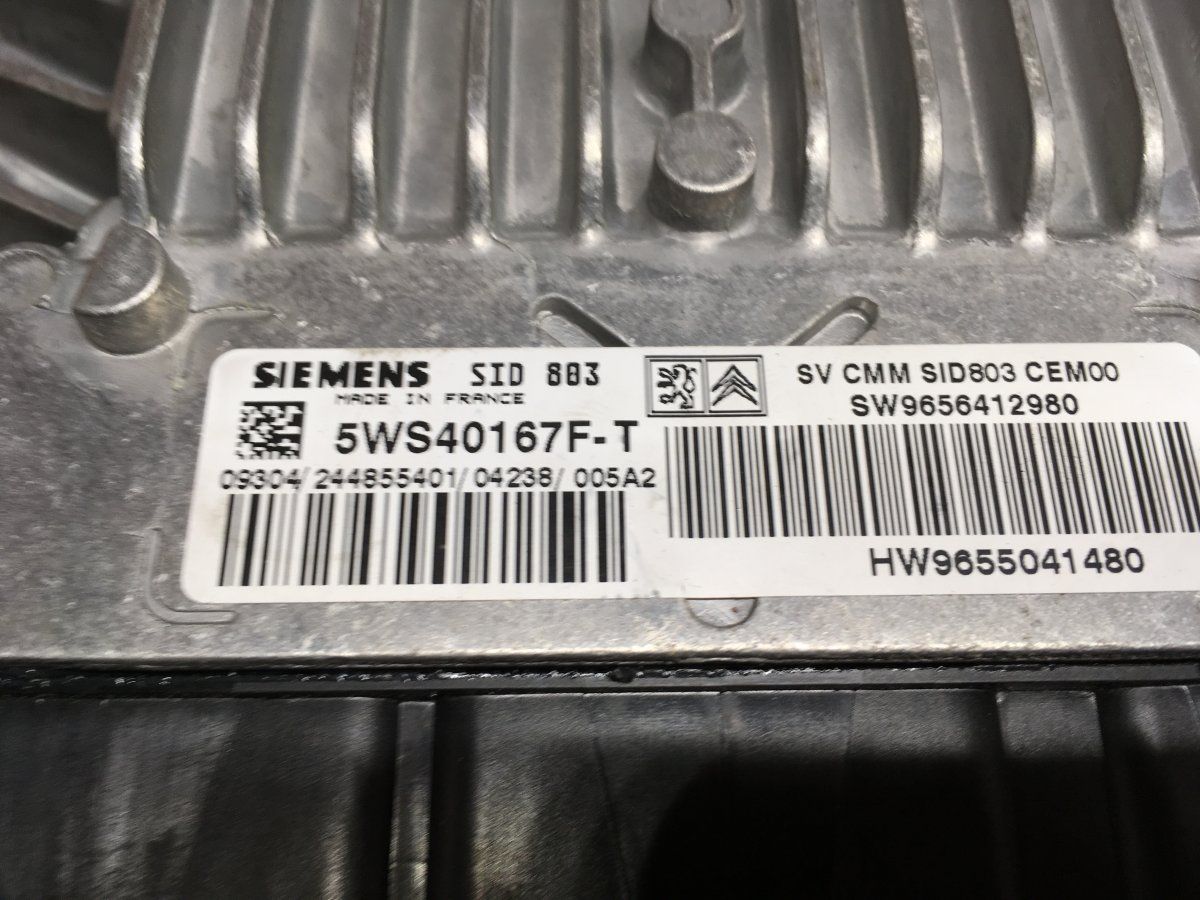 SIEMENS SID 803
MADE IN FRANCE
5WS40167F-T
09304/244855401/04238/005A2
SV CMM SID803 CEM00
SW9656412980
HW9655041480